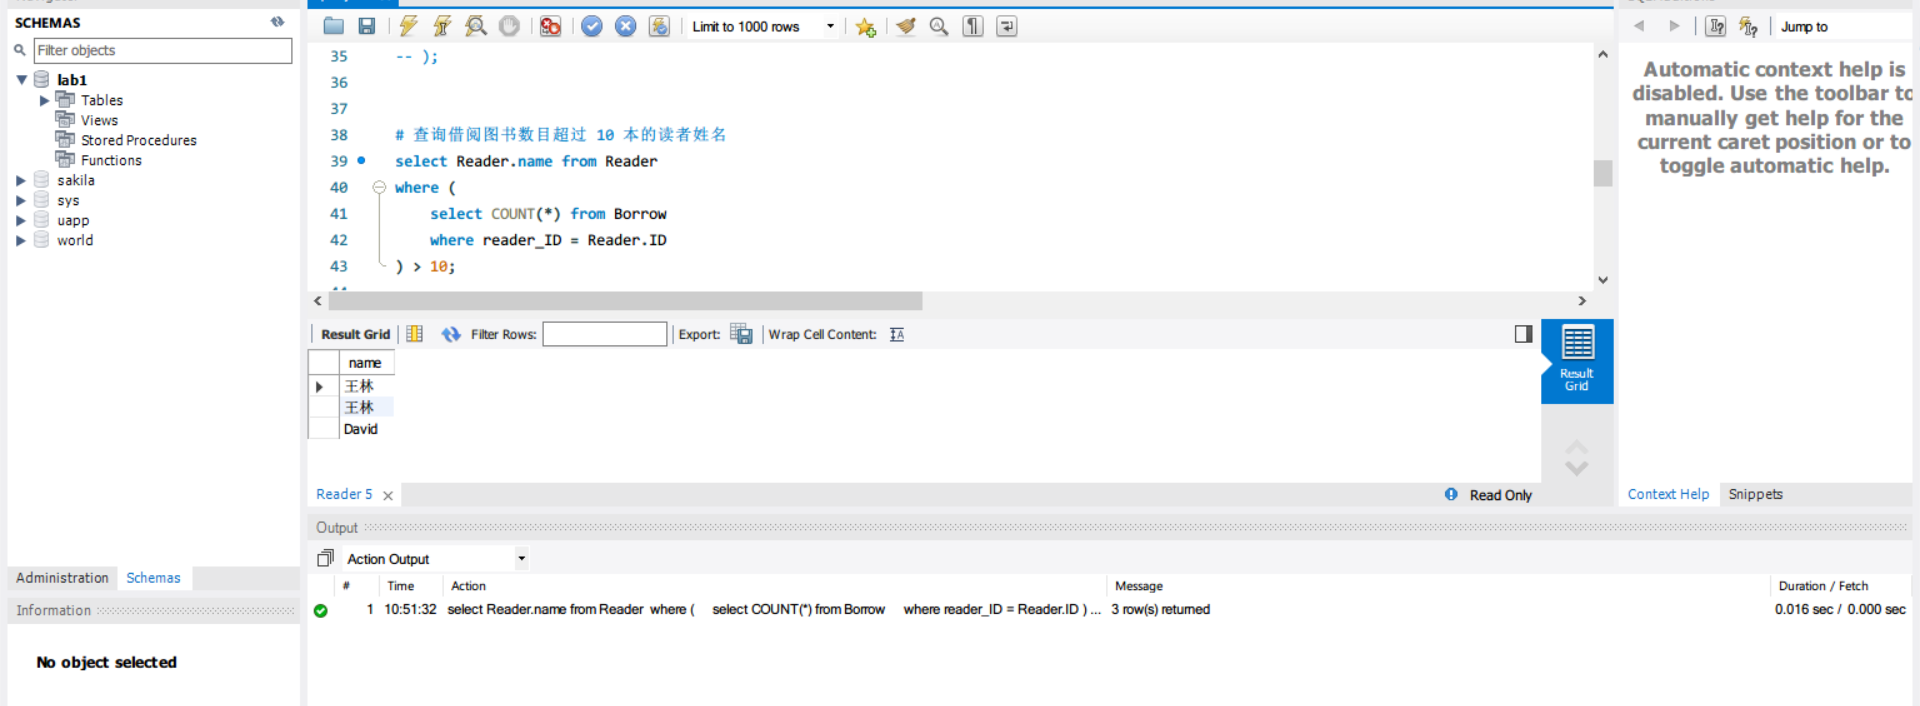 SCHEMAS
Filter objects
lab1
Tables
Views
Stored Procedures
Functions
sakila
sys
uapp
world
Administration
Schemas
Information
No object selected
Limit to 1000 rows
35 -- );
36
37
38 # 查询借阅图书数目超过 10 本的读者姓名
39 select Reader.name from Reader
40 where (
41 select COUNT(*) from Borrow
42 where reader_ID = Reader.ID
43 ) > 10;
Result Grid Filter Rows: Export: Wrap Cell Content:
name
王林
王林
David
Result
Grid
Reader 5
Read Only
Output
Action Output
# Time Action Message Duration / Fetch
1 10:51:32 select Reader.name from Reader where ( select COUNT(*) from Borrow where reader_ID = Reader.ID ) ... 3 row(s) returned 0.016 sec / 0.000 sec
Jump to
Automatic context help is
disabled. Use the toolbar to
manually get help for the
current caret position or to
toggle automatic help.
Context Help
Snippets